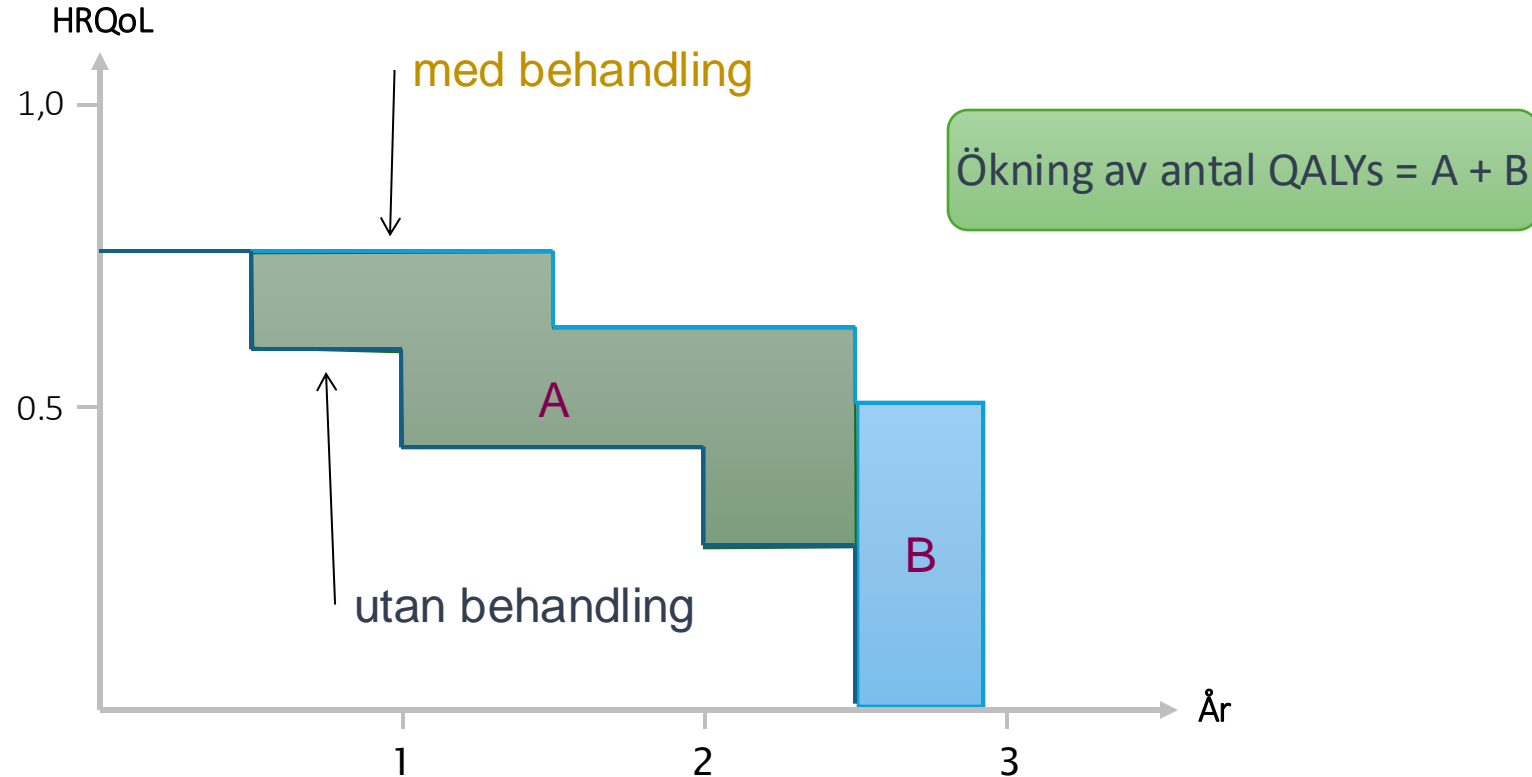 HRQoL
med behandling
1,0
Ökning av antal QALYs = A + B
0.5
A
B
utan behandling
År
1
2
3